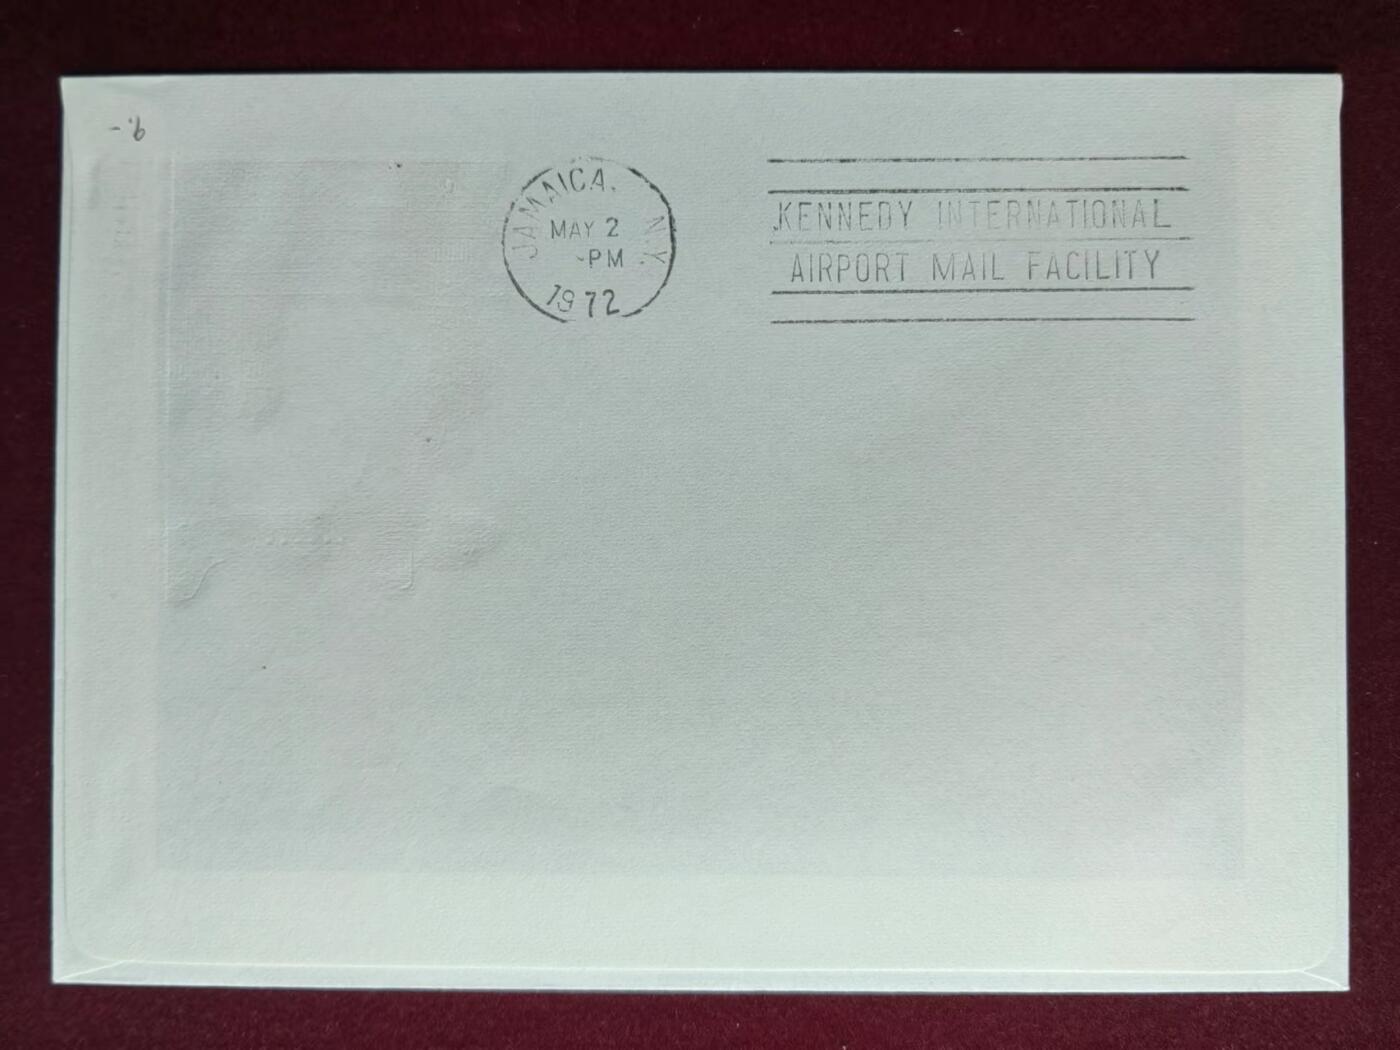 9.-
JAMAICA, N.Y.
MAY 2
-PM
1972
KENNEDY INTERNATIONAL
AIRPORT MAIL FACILITY